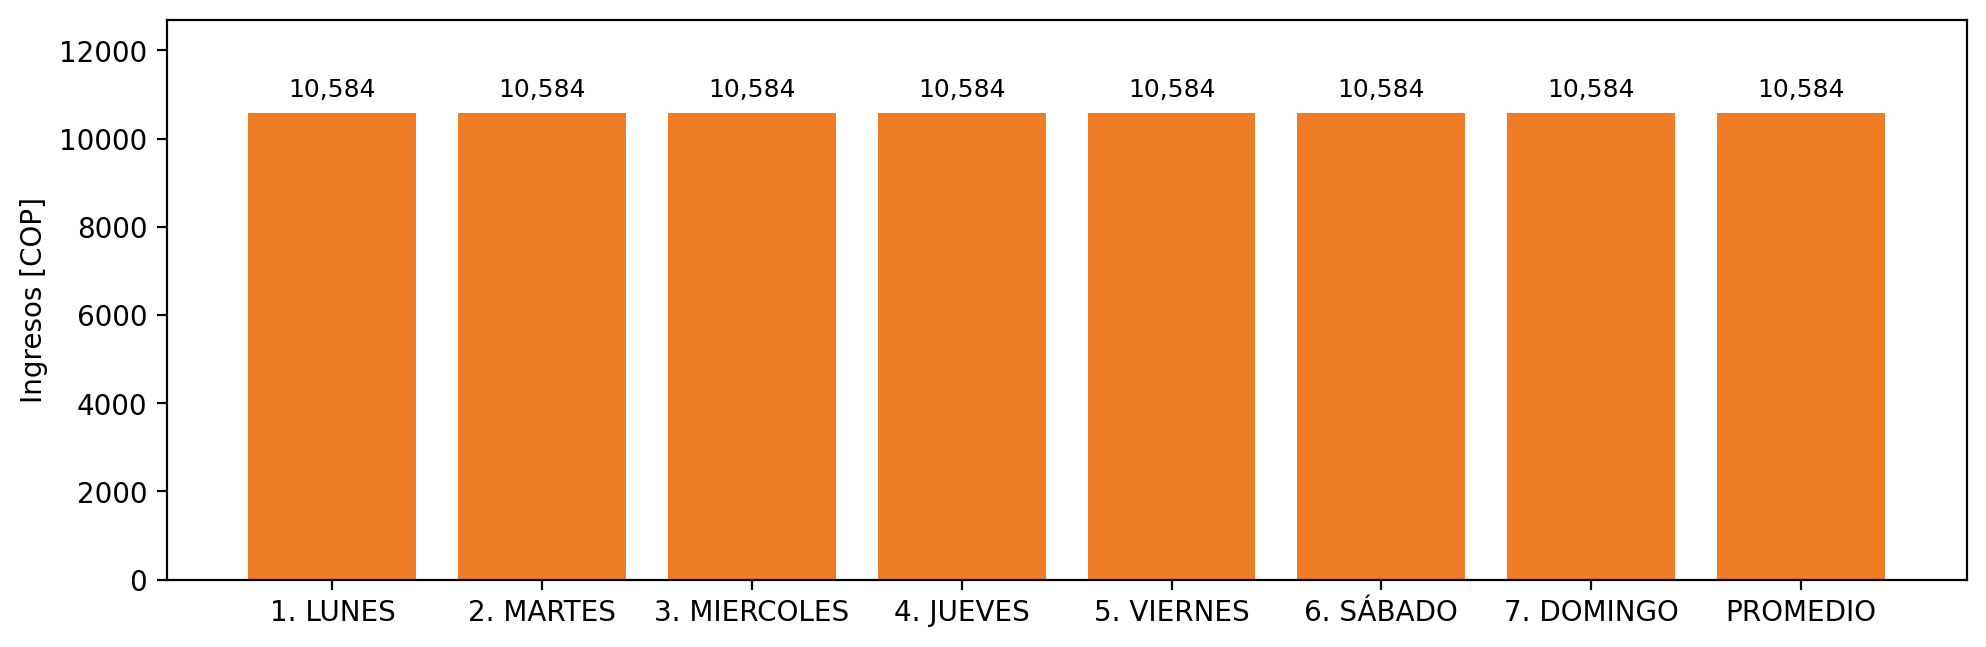 12000
10000
8000
6000
4000
2000
0
Ingresos [COP]
10,584 10,584 10,584 10,584 10,584 10,584 10,584 10,584
1. LUNES 2. MARTES 3. MIERCOLES 4. JUEVES 5. VIERNES 6. SÁBADO 7. DOMINGO PROMEDIO